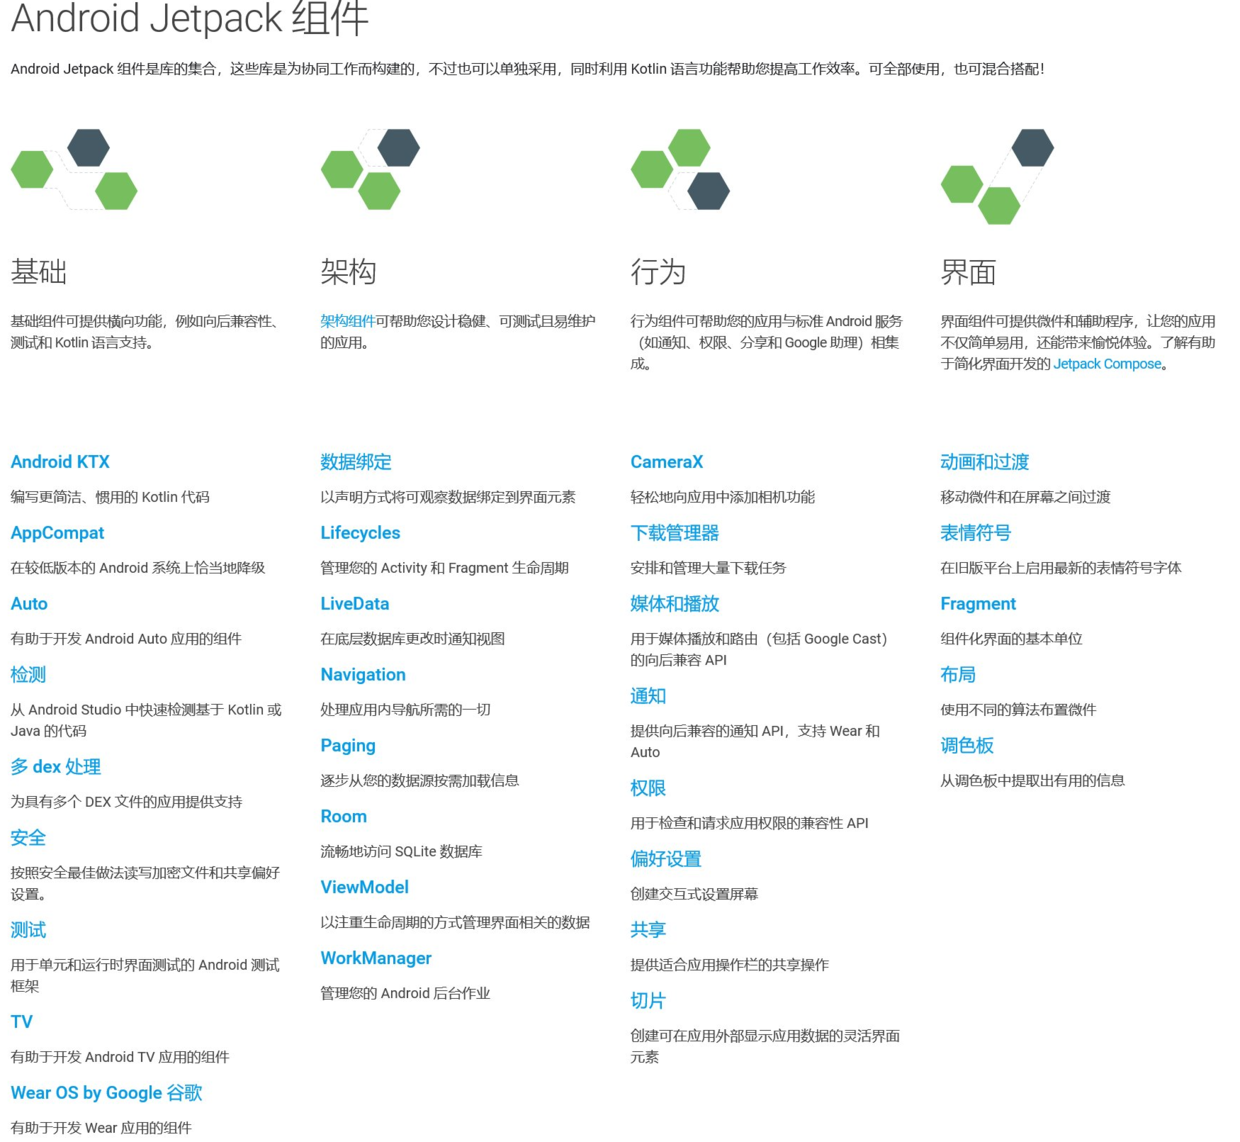 Android Jetpack 组件
Android Jetpack 组件是库的集合，这些库是为协同工作而构建的，不过也可以单独采用，同时利用 Kotlin 语言功能帮助您提高工作效率。可全部使用，也可混合搭配！
基础
基础组件可提供横向功能，例如向后兼容性、
测试和 Kotlin 语言支持。
Android KTX
编写更简洁、惯用的 Kotlin 代码
AppCompat
在较低版本的 Android 系统上恰当地降级
Auto
有助于开发 Android Auto 应用的组件
检测
从 Android Studio 中快速检测基于 Kotlin 或
Java 的代码
多 dex 处理
为具有多个 DEX 文件的应用提供支持
安全
按照安全最佳做法读写加密文件和共享偏好
设置。
测试
用于单元和运行时界面测试的 Android 测试
框架
TV
有助于开发 Android TV 应用的组件
Wear OS by Google 谷歌
有助于开发 Wear 应用的组件
架构
架构组件可帮助您设计稳健、可测试且易维护
的应用。
数据绑定
以声明方式将可观察数据绑定到界面元素
Lifecycles
管理您的 Activity 和 Fragment 生命周期
LiveData
在底层数据库更改时通知视图
Navigation
处理应用内导航所需的一切
Paging
逐步从您的数据源按需加载信息
Room
流畅地访问 SQLite 数据库
ViewModel
以注重生命周期的方式管理界面相关的数据
WorkManager
管理您的 Android 后台作业
行为
行为组件可帮助您的应用与标准 Android 服务
（如通知、权限、分享和 Google 助理）相集
成。
CameraX
轻松地向应用中添加相机功能
下载管理器
安排和管理大量下载任务
媒体和播放
用于媒体播放和路由（包括 Google Cast）
的向后兼容 API
通知
提供向后兼容的通知 API，支持 Wear 和
Auto
权限
用于检查和请求应用权限的兼容性 API
偏好设置
创建交互式设置屏幕
共享
提供适合应用操作栏的共享操作
切片
创建可在应用外部显示应用数据的灵活界面
元素
界面
界面组件可提供微件和辅助程序，让您的应用
不仅简单易用，还能带来愉悦体验。了解有助
于简化界面开发的 Jetpack Compose。
动画和过渡
移动微件和在屏幕之间过渡
表情符号
在旧版平台上启用最新的表情符号字体
Fragment
组件化界面的基本单位
布局
使用不同的算法布置微件
调色板
从调色板中提取出有用的信息